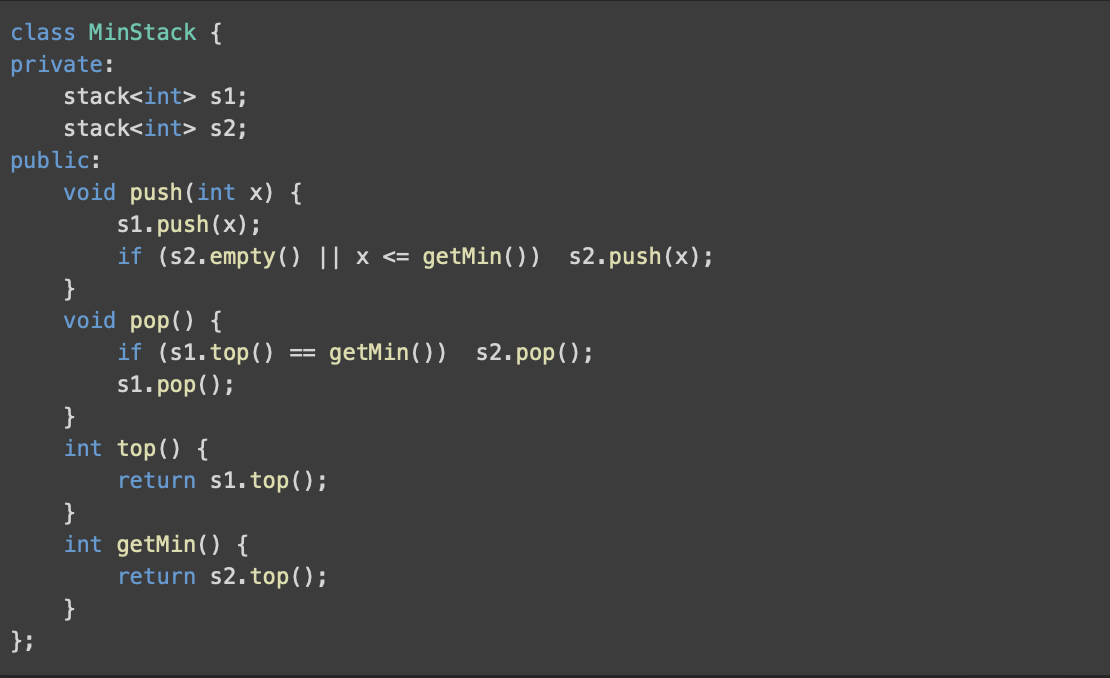 class MinStack {
private:
    stack<int> s1;
    stack<int> s2;
public:
    void push(int x) {
        s1.push(x);
        if (s2.empty() || x <= getMin())  s2.push(x);
    }
    void pop() {
        if (s1.top() == getMin())  s2.pop();
        s1.pop();
    }
    int top() {
        return s1.top();
    }
    int getMin() {
        return s2.top();
    }
};